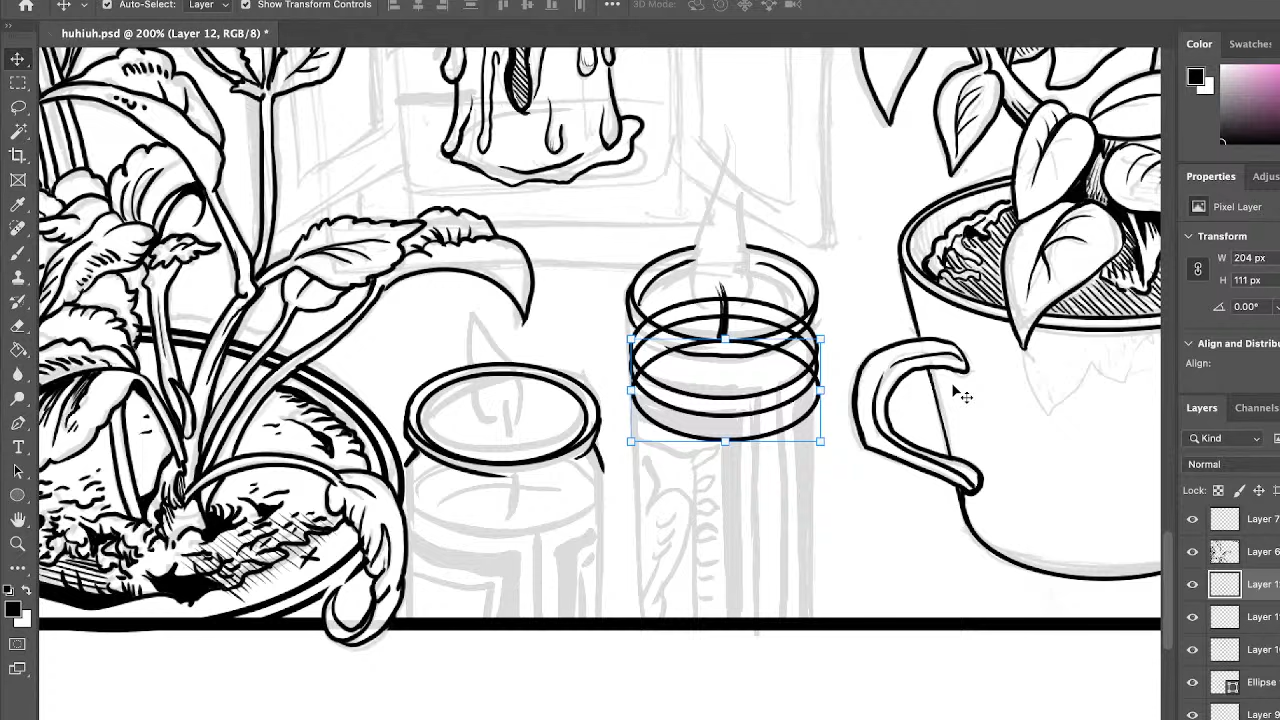 Auto-Select:
Layer
Show Transform Controls
3D Mode:
huhiuh.psd @ 200% (Layer 12, RGB/8) *
Color
Swatches
Properties
Adjus
Pixel Layer
Transform
W
204 px
H
111 px
0.00°
Align and Distribu
Align:
Layers
Channels
Kind
Normal
Lock:
Layer 7
Layer 6
Layer 1
Layer 1
Layer 1
Ellipse
Layer 9